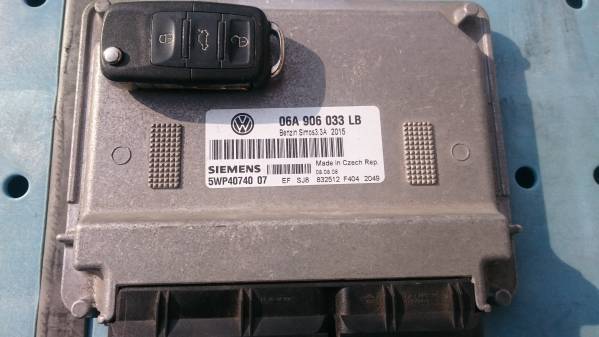 06A 906 033 LB
Benzin Simos3.3A 2015
SIEMENS
Made in Czech Rep.
08.08.08
5WP40740 07 EF SJ8 832512 F404 2049